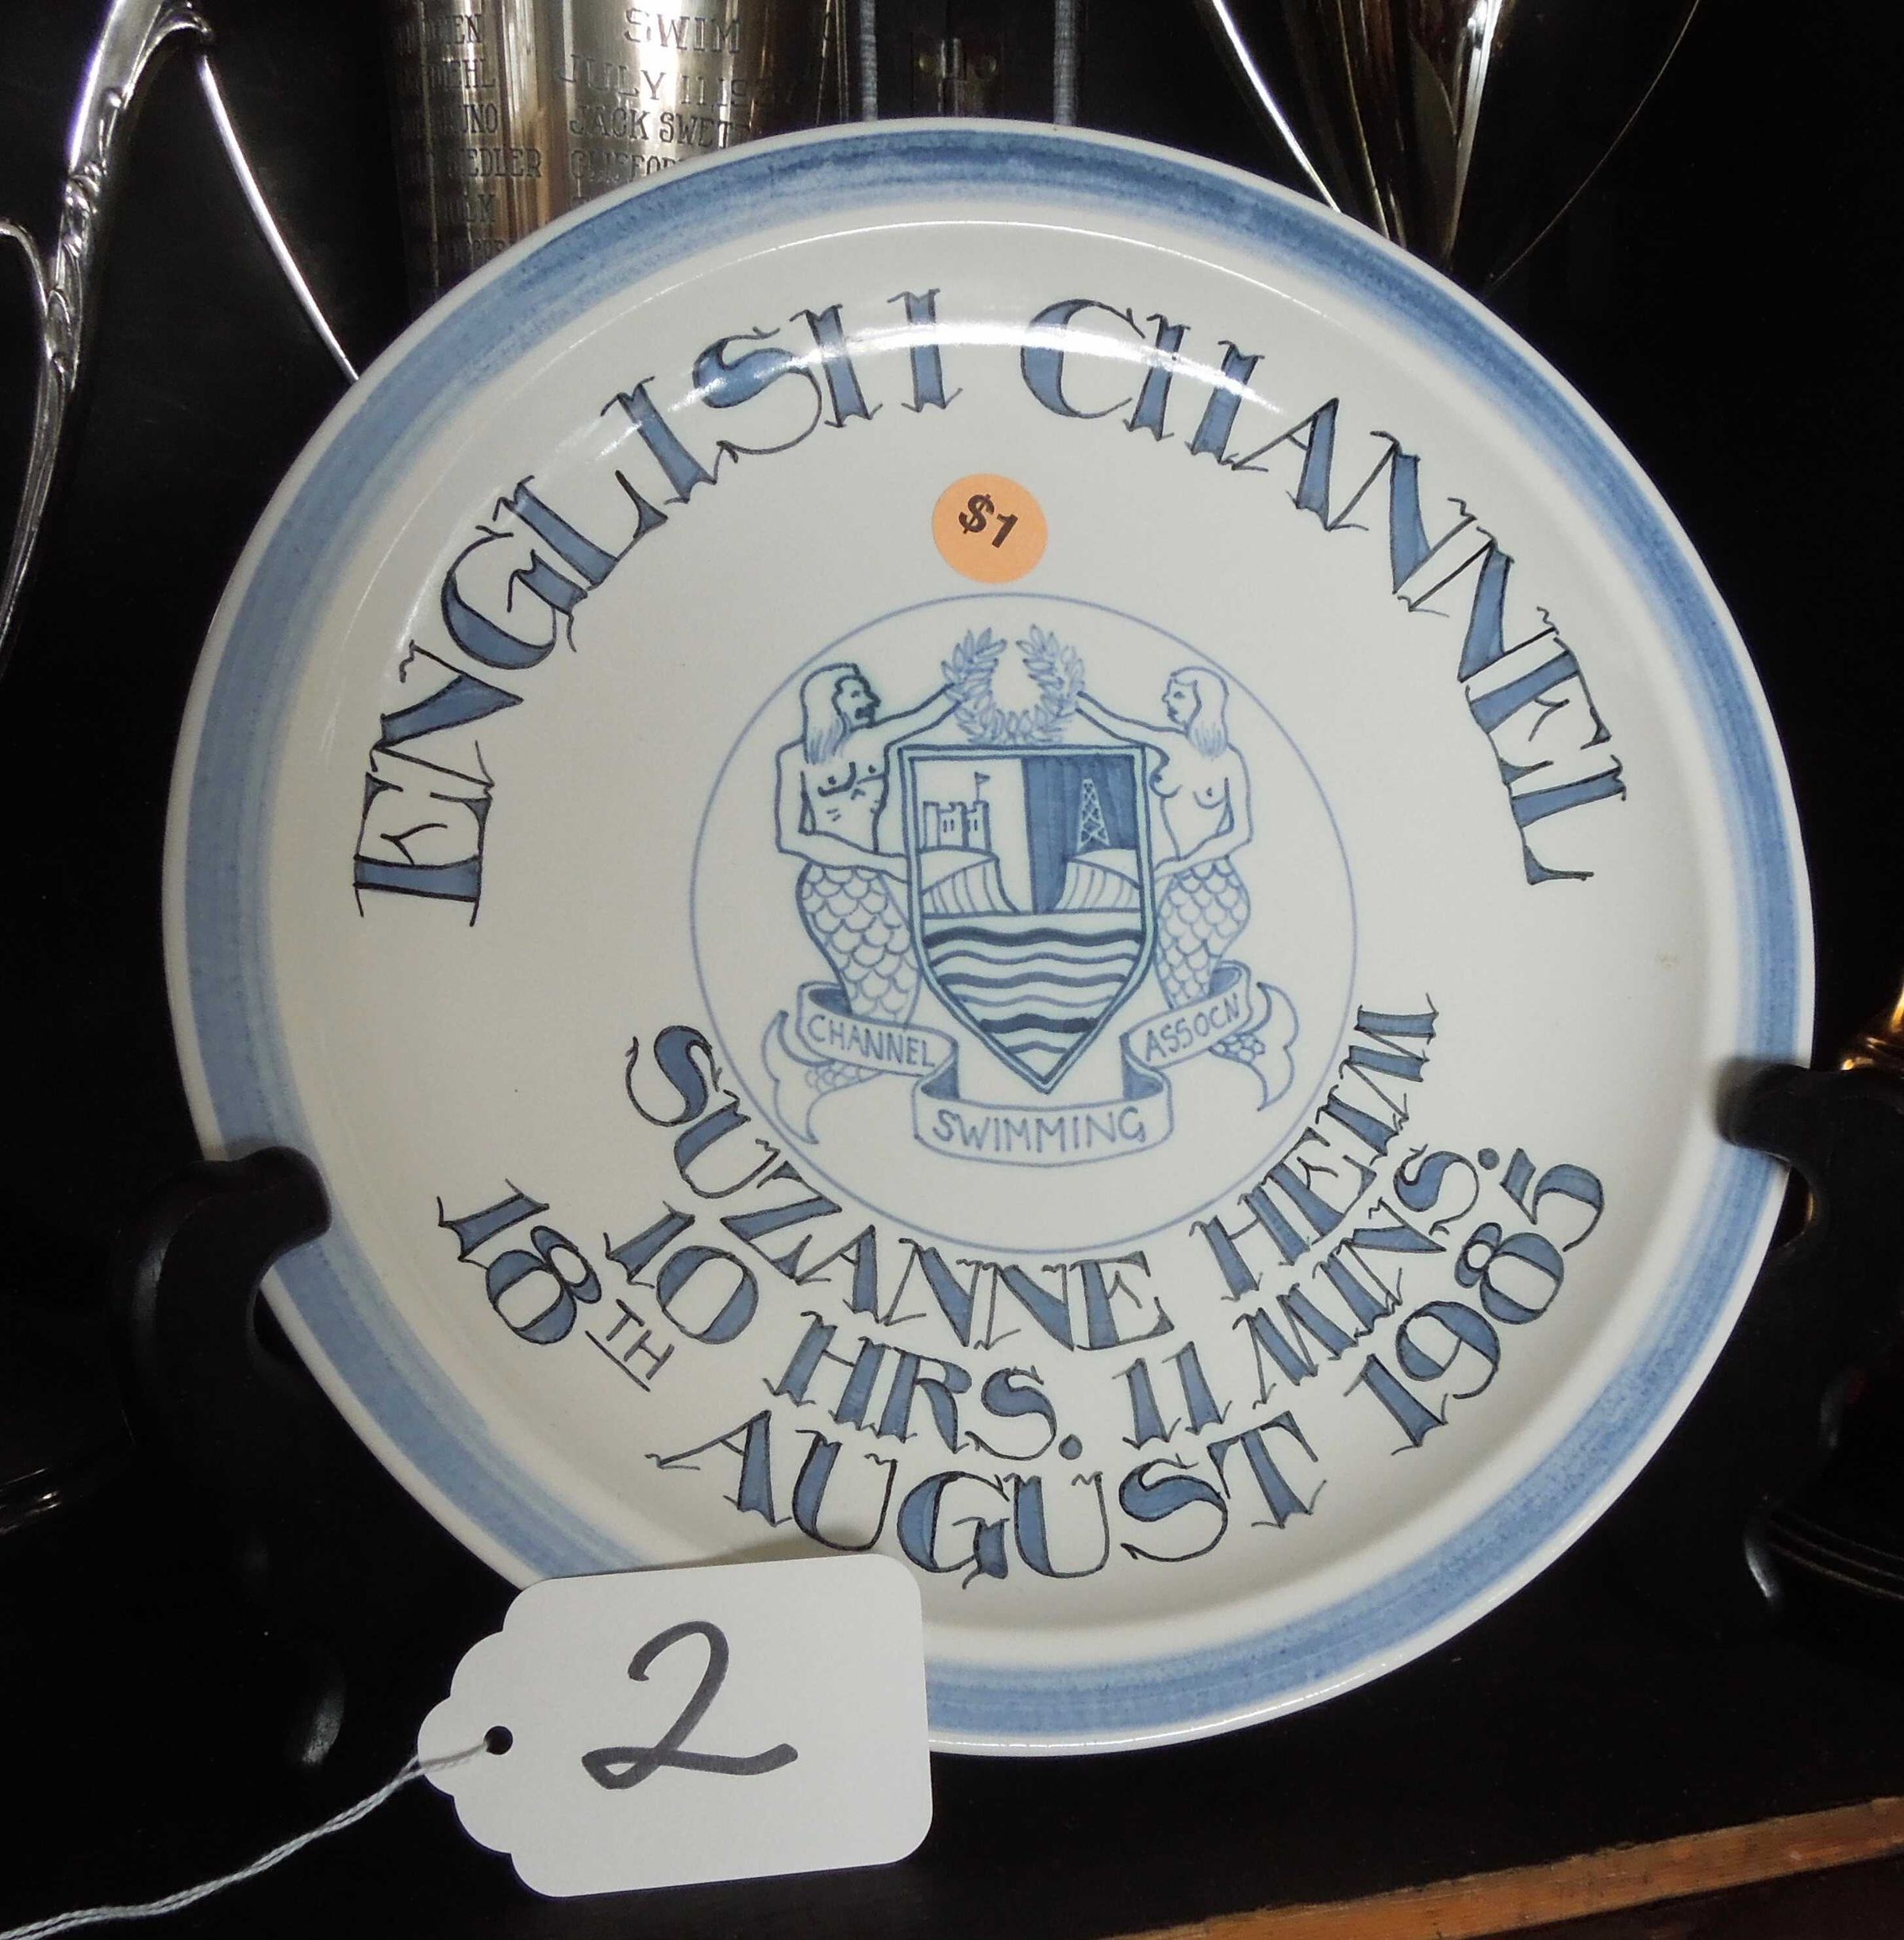 SWIM
JULY 11, 19
JACK SWET
ENGLISH CHANNEL
$1
CHANNEL SWIMMING ASSOCN
SUZANNE HEIM
10 HRS. 11 MINS.
18TH AUGUST 1985
2